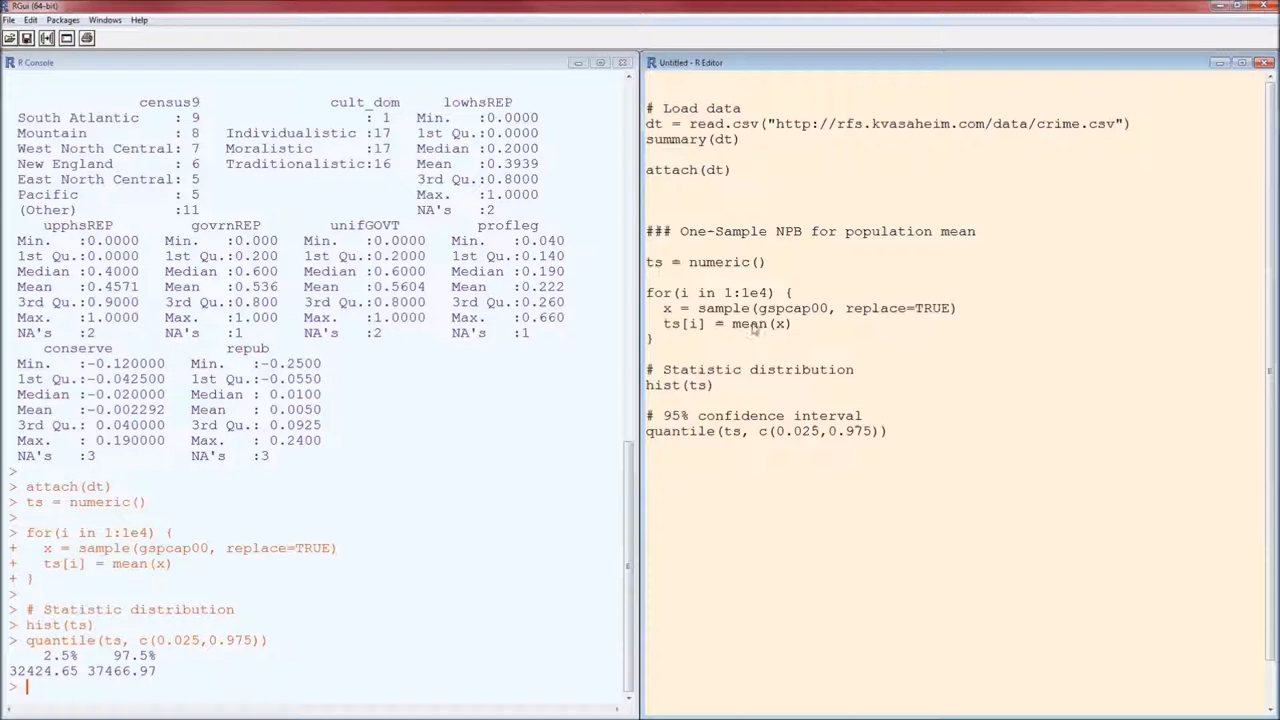 RGui (64-bit)
File Edit Packages Windows Help
R Console
census9 cult_dom lowhsREP
South Atlantic : 9 : 1 Min. :0.0000
Mountain : 8 Individualistic :17 1st Qu.:0.0000
West North Central: 7 Moralistic :17 Median :0.2000
New England : 6 Traditionalistic:16 Mean :0.3939
East North Central: 5 3rd Qu.:0.8000
Pacific : 5 Max. :1.0000
(Other) :11 NA's :2
upphsREP govrnREP unifGOVT profleg
Min. :0.0000 Min. :0.000 Min. :0.0000 Min. :0.040
1st Qu.:0.0000 1st Qu.:0.200 1st Qu.:0.2000 1st Qu.:0.140
Median :0.4000 Median :0.600 Median :0.6000 Median :0.190
Mean :0.4571 Mean :0.536 Mean :0.5604 Mean :0.222
3rd Qu.:0.9000 3rd Qu.:0.800 3rd Qu.:0.8000 3rd Qu.:0.260
Max. :1.0000 Max. :1.000 Max. :1.0000 Max. :0.660
NA's :2 NA's :1 NA's :2 NA's :1
conserve repub
Min. :-0.120000 Min. :-0.2500
1st Qu.:-0.042500 1st Qu.:-0.0550
Median :-0.020000 Median : 0.0100
Mean :-0.002292 Mean : 0.0050
3rd Qu.: 0.040000 3rd Qu.: 0.0925
Max. : 0.190000 Max. : 0.2400
NA's :3 NA's :3
>
> attach(dt)
> ts = numeric()
>
> for(i in 1:1e4) {
+ x = sample(gspcap00, replace=TRUE)
+ ts[i] = mean(x)
+ }
>
> # Statistic distribution
> hist(ts)
> quantile(ts, c(0.025,0.975))
2.5% 97.5%
32424.65 37466.97
>
Untitled - R Editor
# Load data
dt = read.csv("http://rfs.kvasaheim.com/data/crime.csv")
summary(dt)
attach(dt)
### One-Sample NPB for population mean
ts = numeric()
for(i in 1:1e4) {
x = sample(gspcap00, replace=TRUE)
ts[i] = mean(x)
}
# Statistic distribution
hist(ts)
# 95% confidence interval
quantile(ts, c(0.025,0.975))